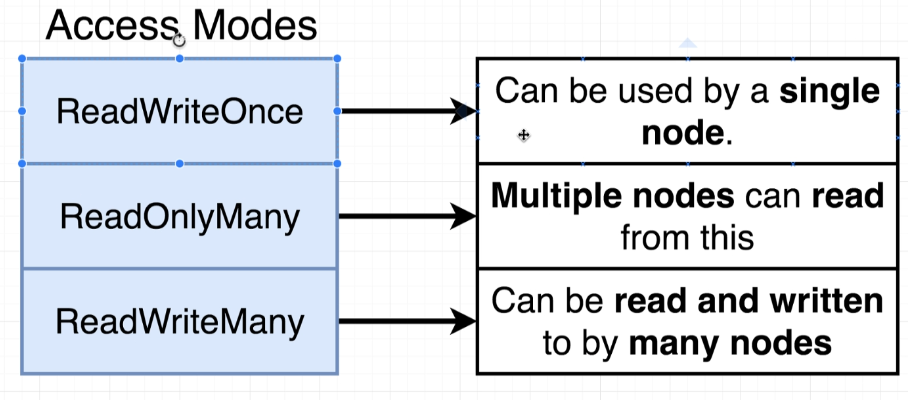 Access Modes
ReadWriteOnce
Can be used by a single
node.
ReadOnlyMany
Multiple nodes can read
from this
ReadWriteMany
Can be read and written
to by many nodes